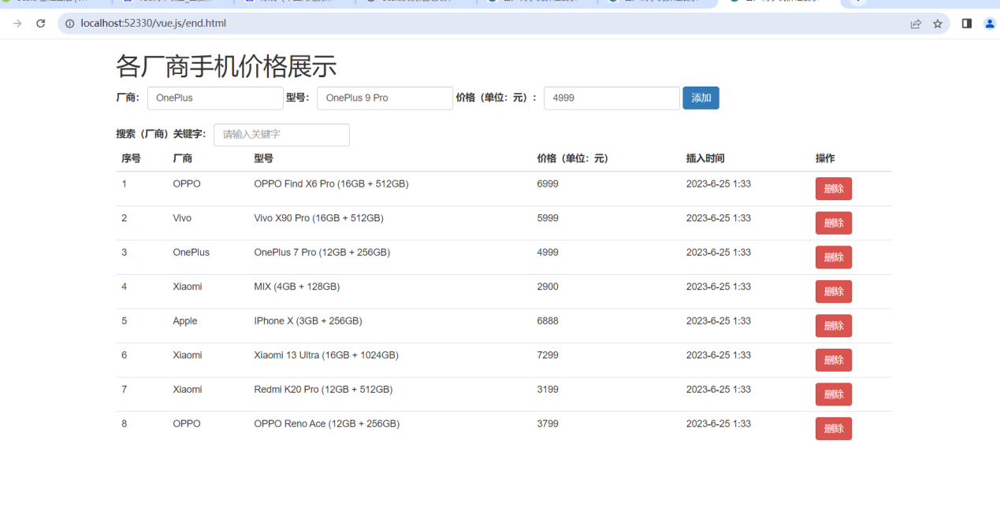 localhost:52330/vue.js/end.html
各厂商手机价格展示
厂商: OnePlus 型号: OnePlus 9 Pro 价格（单位：元）: 4999 添加
搜索（厂商）关键字: 请输入关键字
序号 厂商 型号 价格（单位：元） 插入时间 操作
1 OPPO OPPO Find X6 Pro (16GB + 512GB) 6999 2023-6-25 1:33 删除
2 Vivo Vivo X90 Pro (16GB + 512GB) 5999 2023-6-25 1:33 删除
3 OnePlus OnePlus 7 Pro (12GB + 256GB) 4999 2023-6-25 1:33 删除
4 Xiaomi MIX (4GB + 128GB) 2900 2023-6-25 1:33 删除
5 Apple IPhone X (3GB + 256GB) 6888 2023-6-25 1:33 删除
6 Xiaomi Xiaomi 13 Ultra (16GB + 1024GB) 7299 2023-6-25 1:33 删除
7 Xiaomi Redmi K20 Pro (12GB + 512GB) 3199 2023-6-25 1:33 删除
8 OPPO OPPO Reno Ace (12GB + 256GB) 3799 2023-6-25 1:33 删除